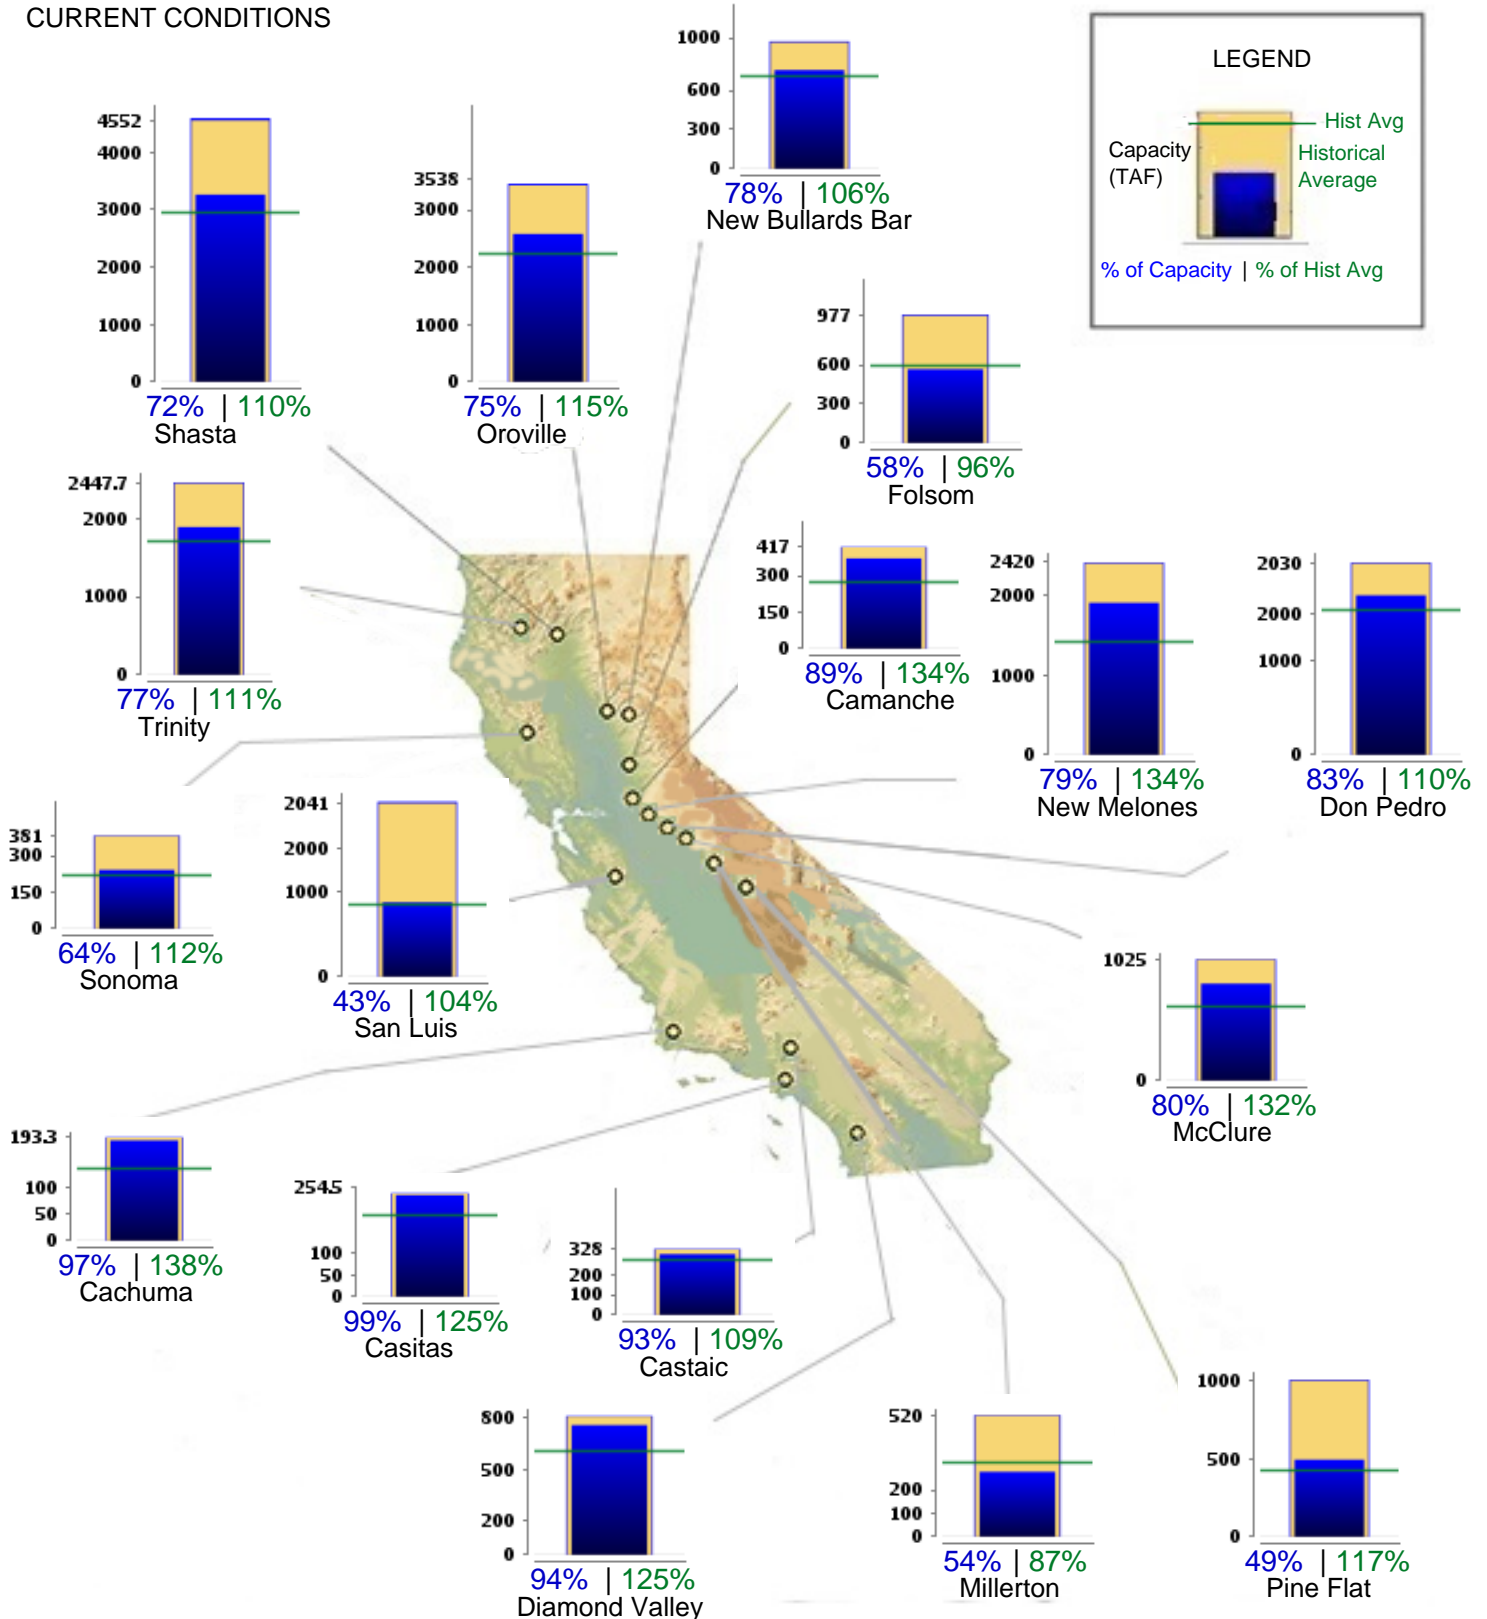 CURRENT CONDITIONS
LEGEND
Hist Avg
Capacity
(TAF)
Historical
Average
% of Capacity | % of Hist Avg
1000
600
300
0
78% | 106%
New Bullards Bar
4552
4000
3000
2000
1000
0
72% | 110%
Shasta
3538
3000
2000
1000
0
75% | 115%
Oroville
977
600
300
0
58% | 96%
Folsom
2447.7
2000
1000
0
77% | 111%
Trinity
417
300
150
0
89% | 134%
Camanche
2420
2000
1000
0
79% | 134%
New Melones
2030
2000
1000
0
83% | 110%
Don Pedro
381
300
150
0
64% | 112%
Sonoma
2041
2000
1000
0
43% | 104%
San Luis
1025
0
80% | 132%
McClure
193.3
100
50
0
97% | 138%
Cachuma
254.5
100
50
0
99% | 125%
Casitas
328
200
100
0
93% | 109%
Castaic
800
500
200
0
94% | 125%
Diamond Valley
520
200
100
0
54% | 87%
Millerton
1000
500
0
49% | 117%
Pine Flat